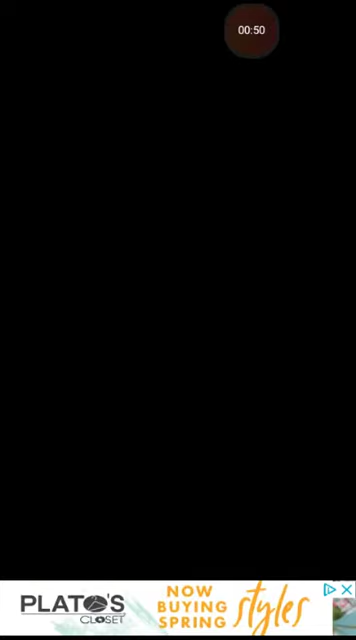 00:50
PLATO'S
CLOSET
NOW
BUYING
SPRING
styles